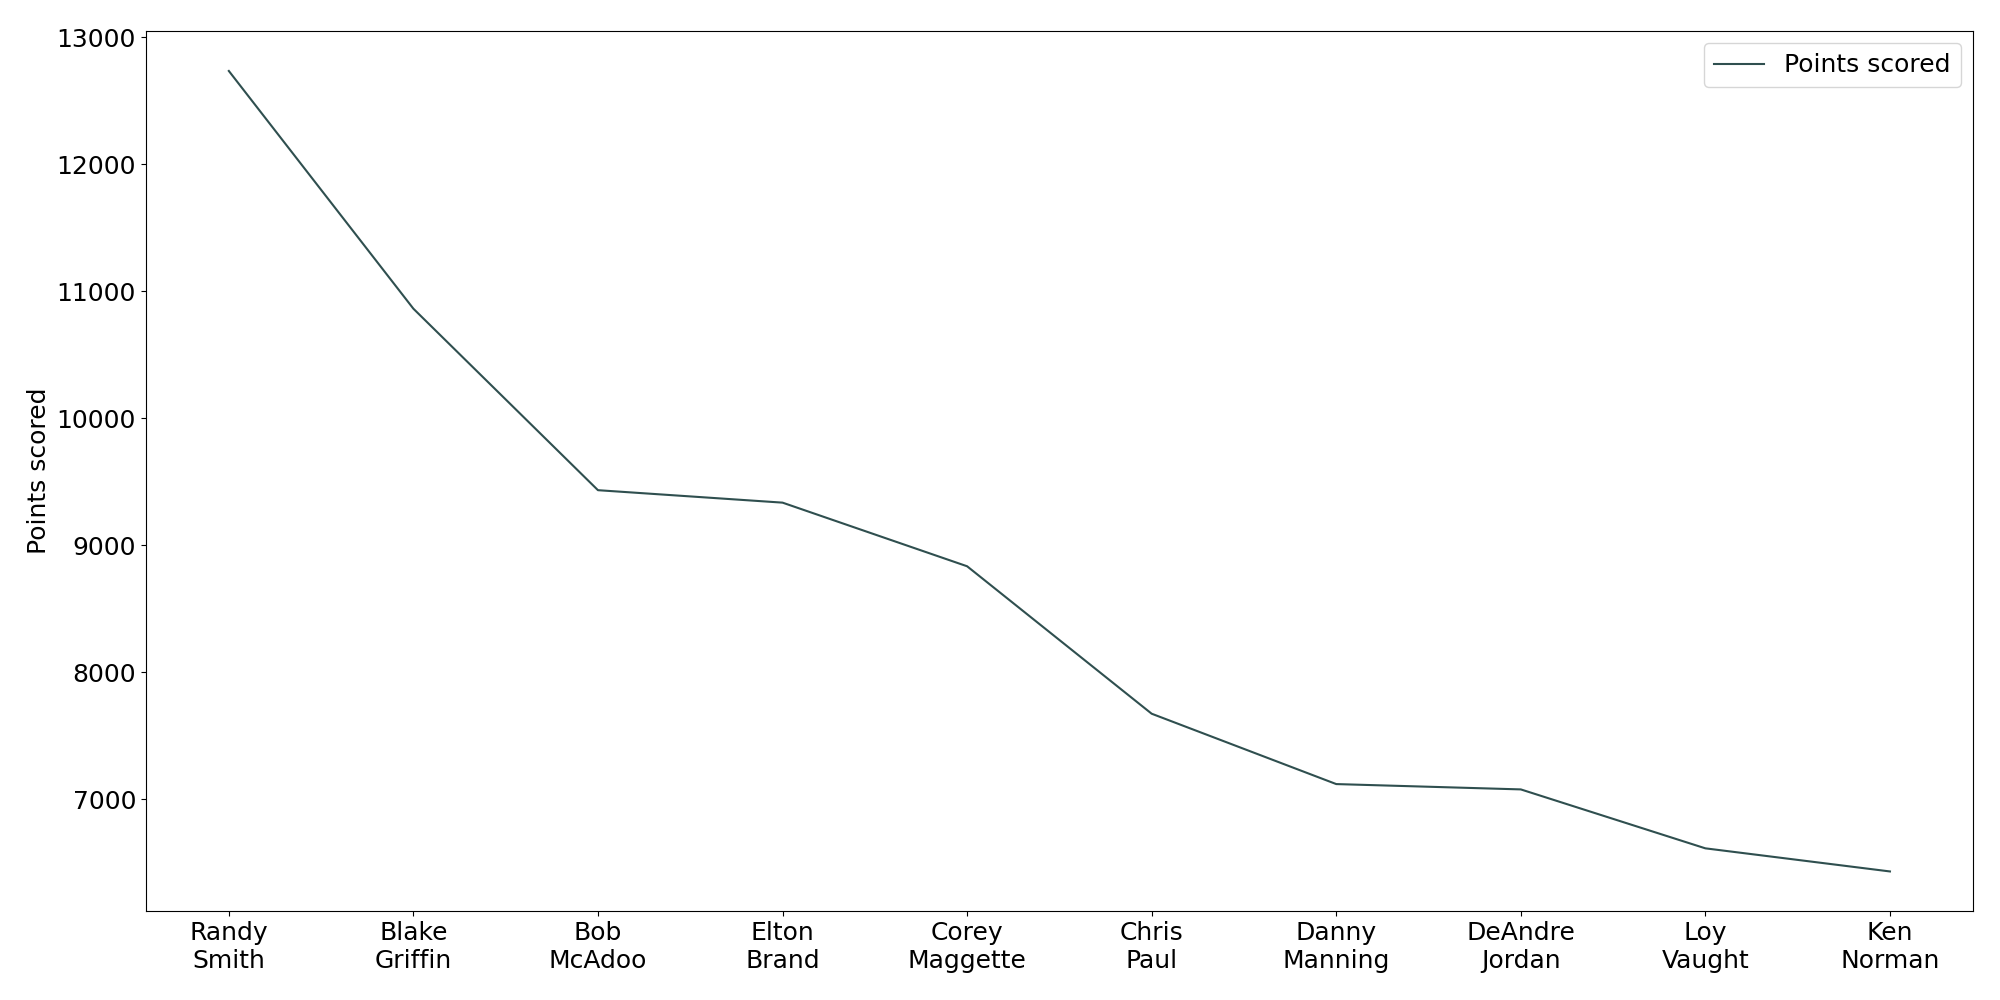 13000
12000
11000
10000
9000
8000
7000
Points scored
Points scored
Randy
Smith
Blake
Griffin
Bob
McAdoo
Elton
Brand
Corey
Maggette
Chris
Paul
Danny
Manning
DeAndre
Jordan
Loy
Vaught
Ken
Norman